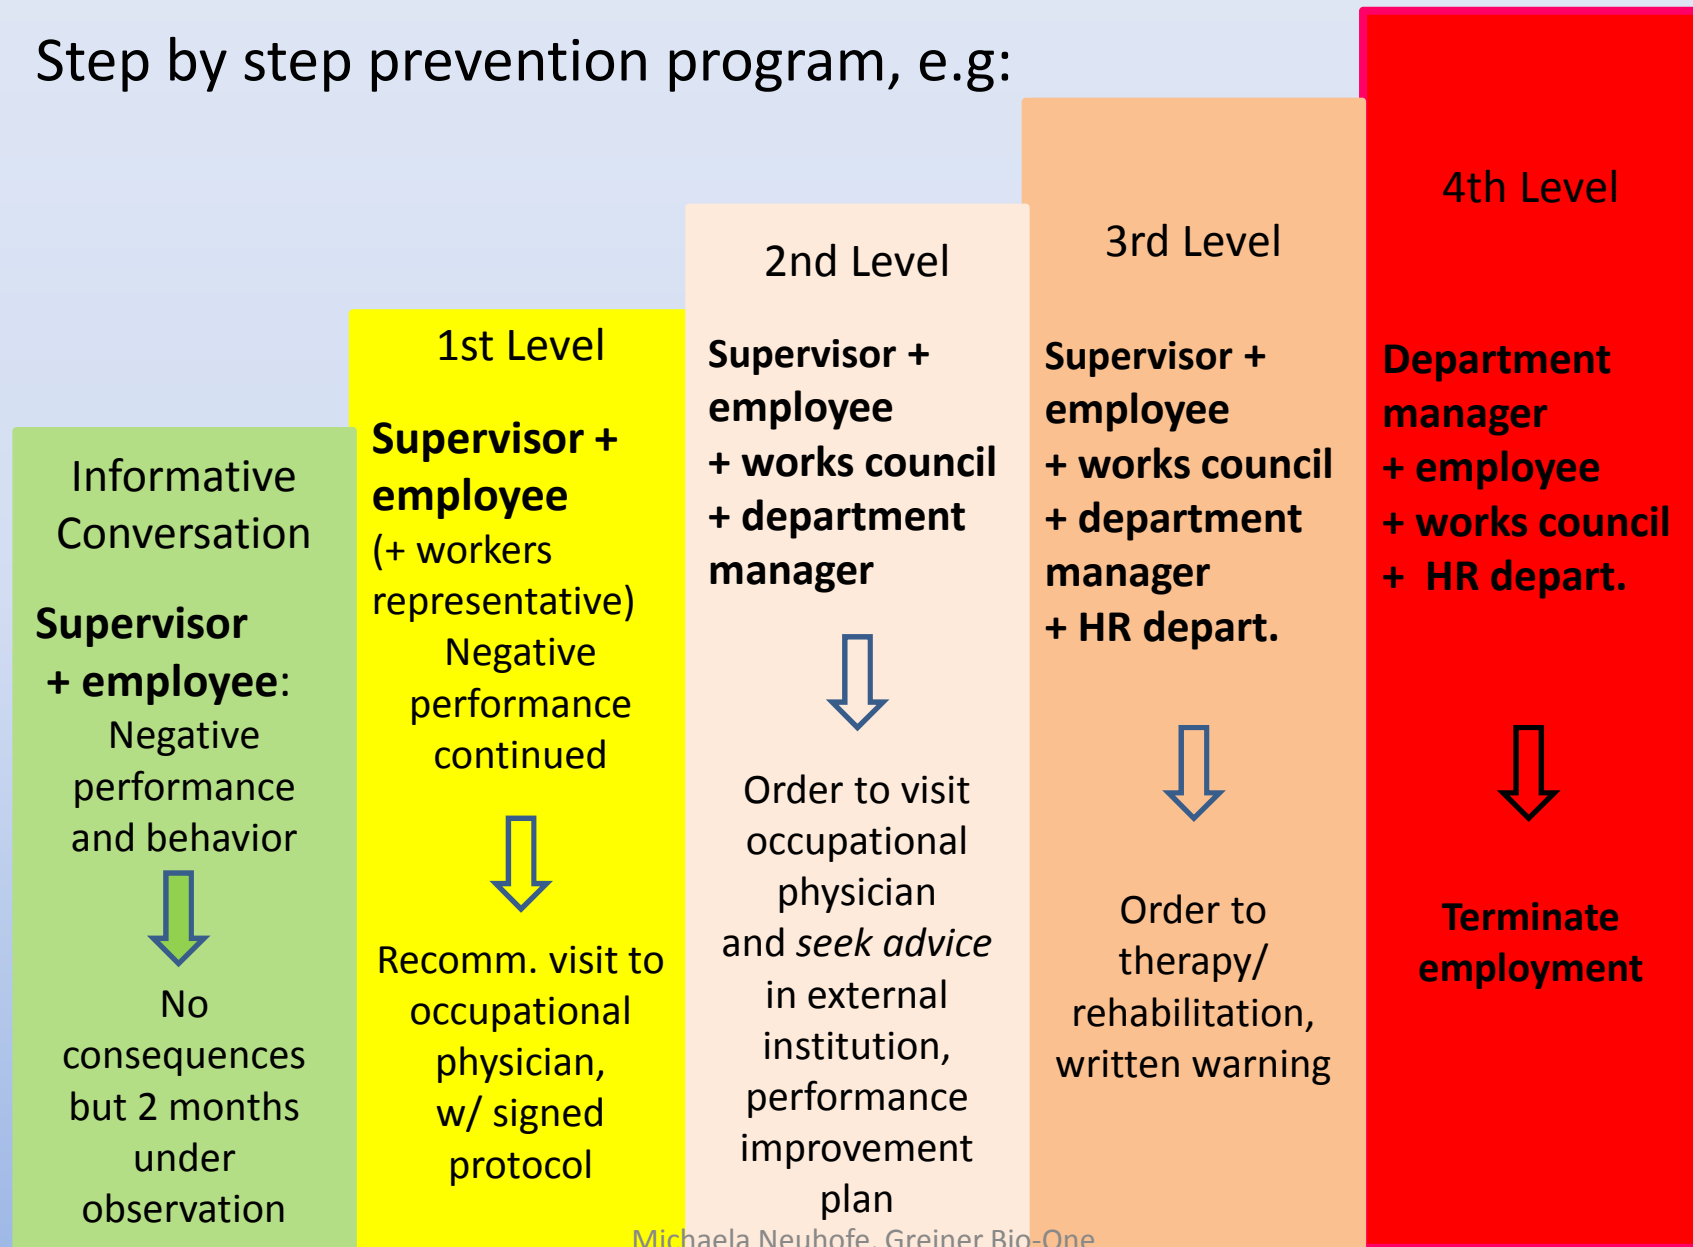 Step by step prevention program, e.g:
Informative
Conversation
Supervisor
+ employee:
Negative
performance
and behavior
No
consequences
but 2 months
under
observation
1st Level
Supervisor +
employee
(+ workers
representative)
Negative
performance
continued
Recomm. visit to
occupational
physician,
w/ signed
protocol
2nd Level
Supervisor +
employee
+ works council
+ department
manager
Order to visit
occupational
physician
and seek advice
in external
institution,
performance
improvement
plan
3rd Level
Supervisor +
employee
+ works council
+ department
manager
+ HR depart.
Order to
therapy/
rehabilitation,
written warning
4th Level
Department
manager
+ employee
+ works council
+ HR depart.
Terminate
employment
Michaela Neuhofe, Greiner Bio-One